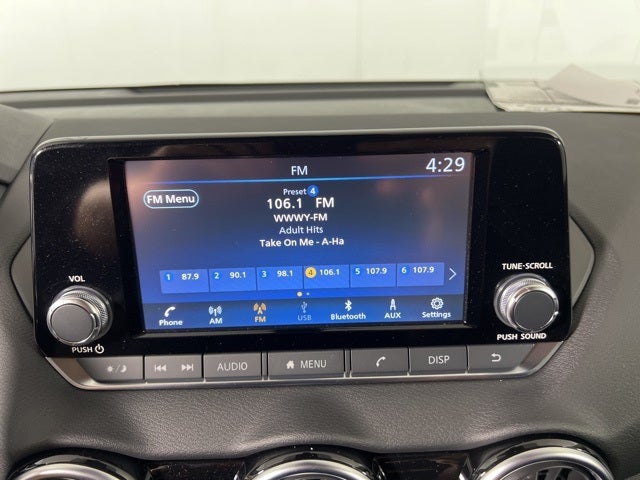 FM 4:29
FM Menu
Preset 4
106.1 FM
WWWY-FM
Adult Hits
Take On Me - A-Ha
1 87.9 2 90.1 3 98.1 4 106.1 5 107.9 6 107.9
Phone AM FM USB Bluetooth AUX Settings
VOL
PUSH
TUNE·SCROLL
PUSH SOUND
AUDIO MENU DISP